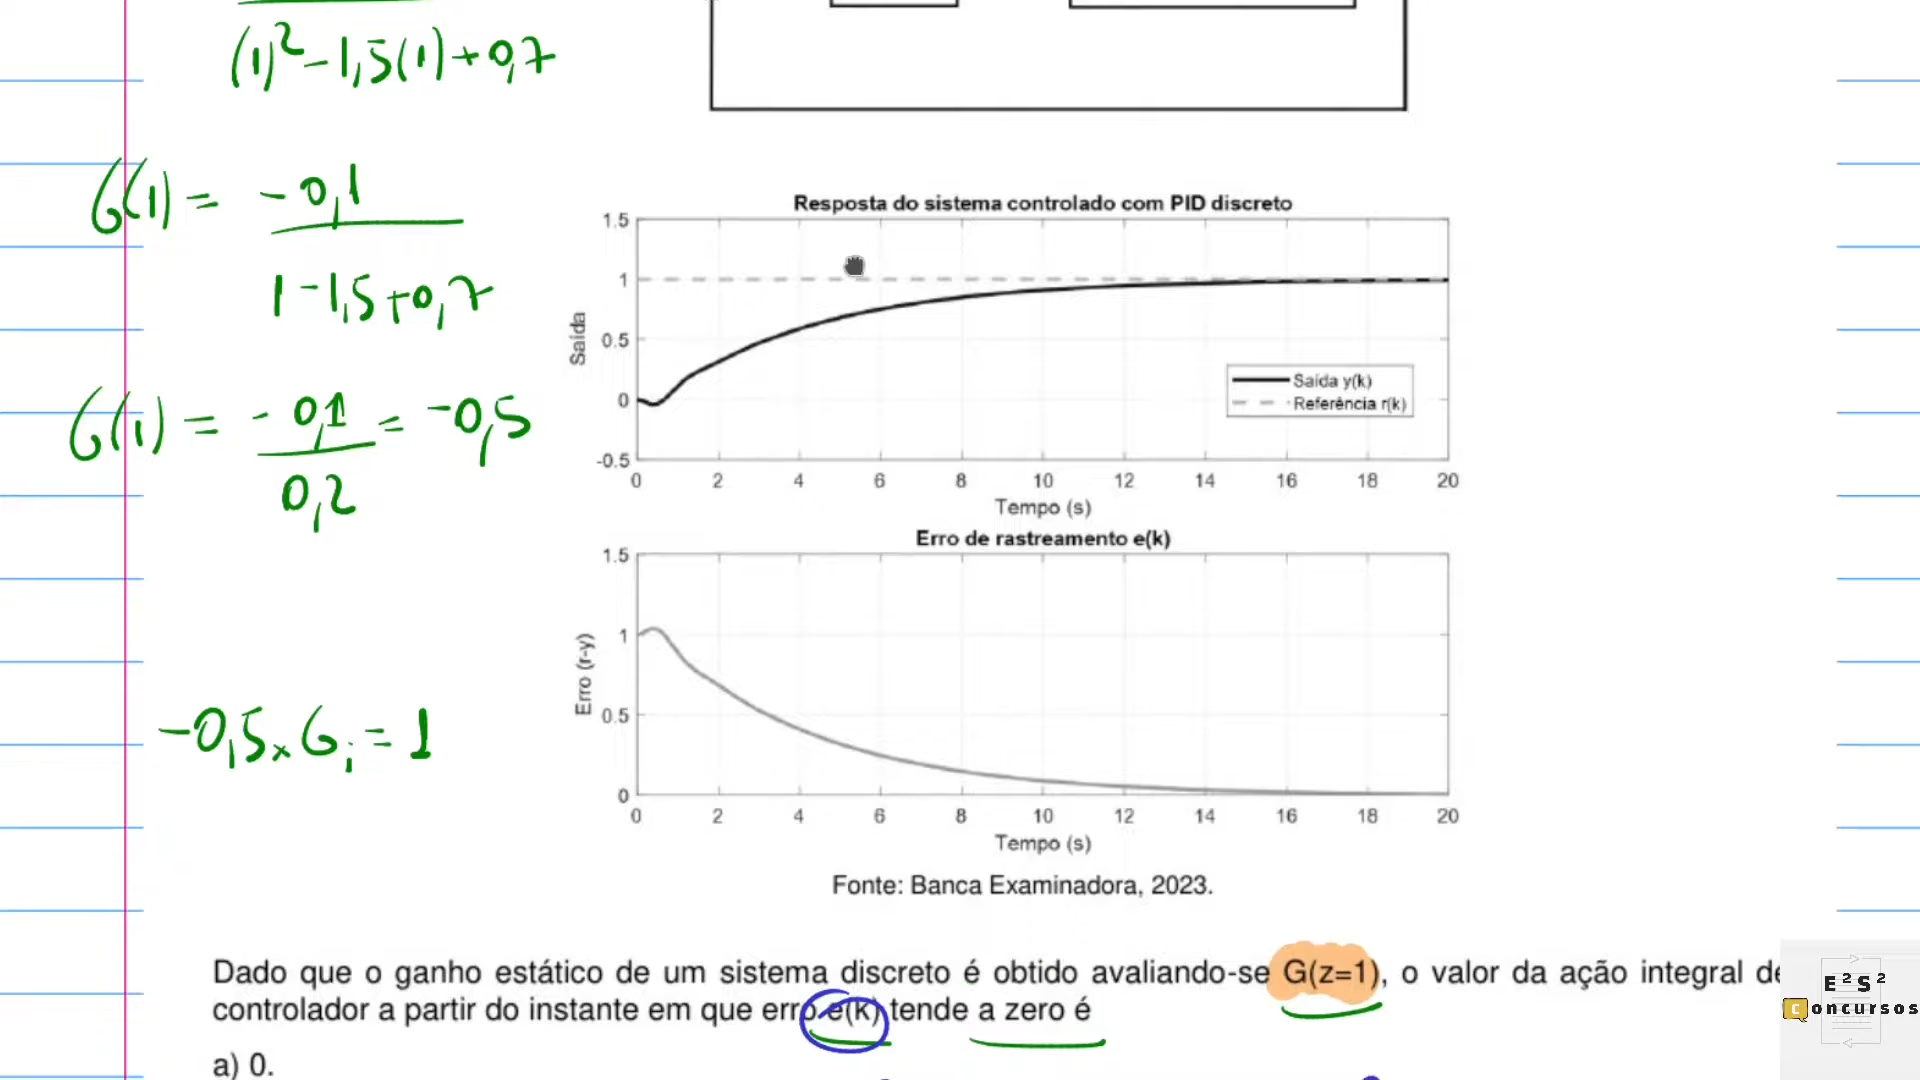 (1)² - 1,5(1) + 0,7
G(1) = -0,1
1 - 1,5 + 0,7
G(1) = -0,1 = -0,5
0,2
-0,5 x Gi = 1
Resposta do sistema controlado com PID discreto
1.5
1
0.5
0
-0.5
Saída
Saída y(k)
Referência r(k)
0 2 4 6 8 10 12 14 16 18 20
Tempo (s)
Erro de rastreamento e(k)
1.5
1
0.5
0
Erro (r-y)
0 2 4 6 8 10 12 14 16 18 20
Tempo (s)
Fonte: Banca Examinadora, 2023.
Dado que o ganho estático de um sistema discreto é obtido avaliando-se G(z=1), o valor da ação integral de
controlador a partir do instante em que erro e(k) tende a zero é
a) 0.
E²S²
Concursos